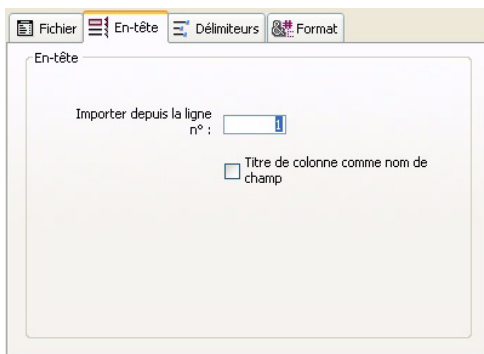 Fichier En-tête Délimiteurs Format
En-tête
Importer depuis la ligne
n° : 1
Titre de colonne comme nom de
champ